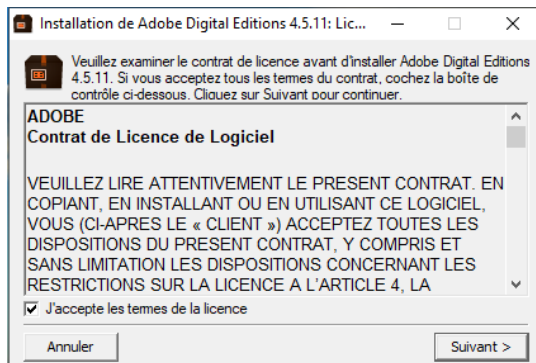 Installation de Adobe Digital Editions 4.5.11: Lic...
Veuillez examiner le contrat de licence avant d'installer Adobe Digital Editions
4.5.11. Si vous acceptez tous les termes du contrat, cochez la boîte de
contrôle ci-dessous. Cliquez sur Suivant pour continuer.
ADOBE
Contrat de Licence de Logiciel
VEUILLEZ LIRE ATTENTIVEMENT LE PRESENT CONTRAT. EN
COPIANT, EN INSTALLANT OU EN UTILISANT CE LOGICIEL,
VOUS (CI-APRES LE « CLIENT ») ACCEPTEZ TOUTES LES
DISPOSITIONS DU PRESENT CONTRAT, Y COMPRIS ET
SANS LIMITATION LES DISPOSITIONS CONCERNANT LES
RESTRICTIONS SUR LA LICENCE A L'ARTICLE 4, LA
J'accepte les termes de la licence
Annuler
Suivant >